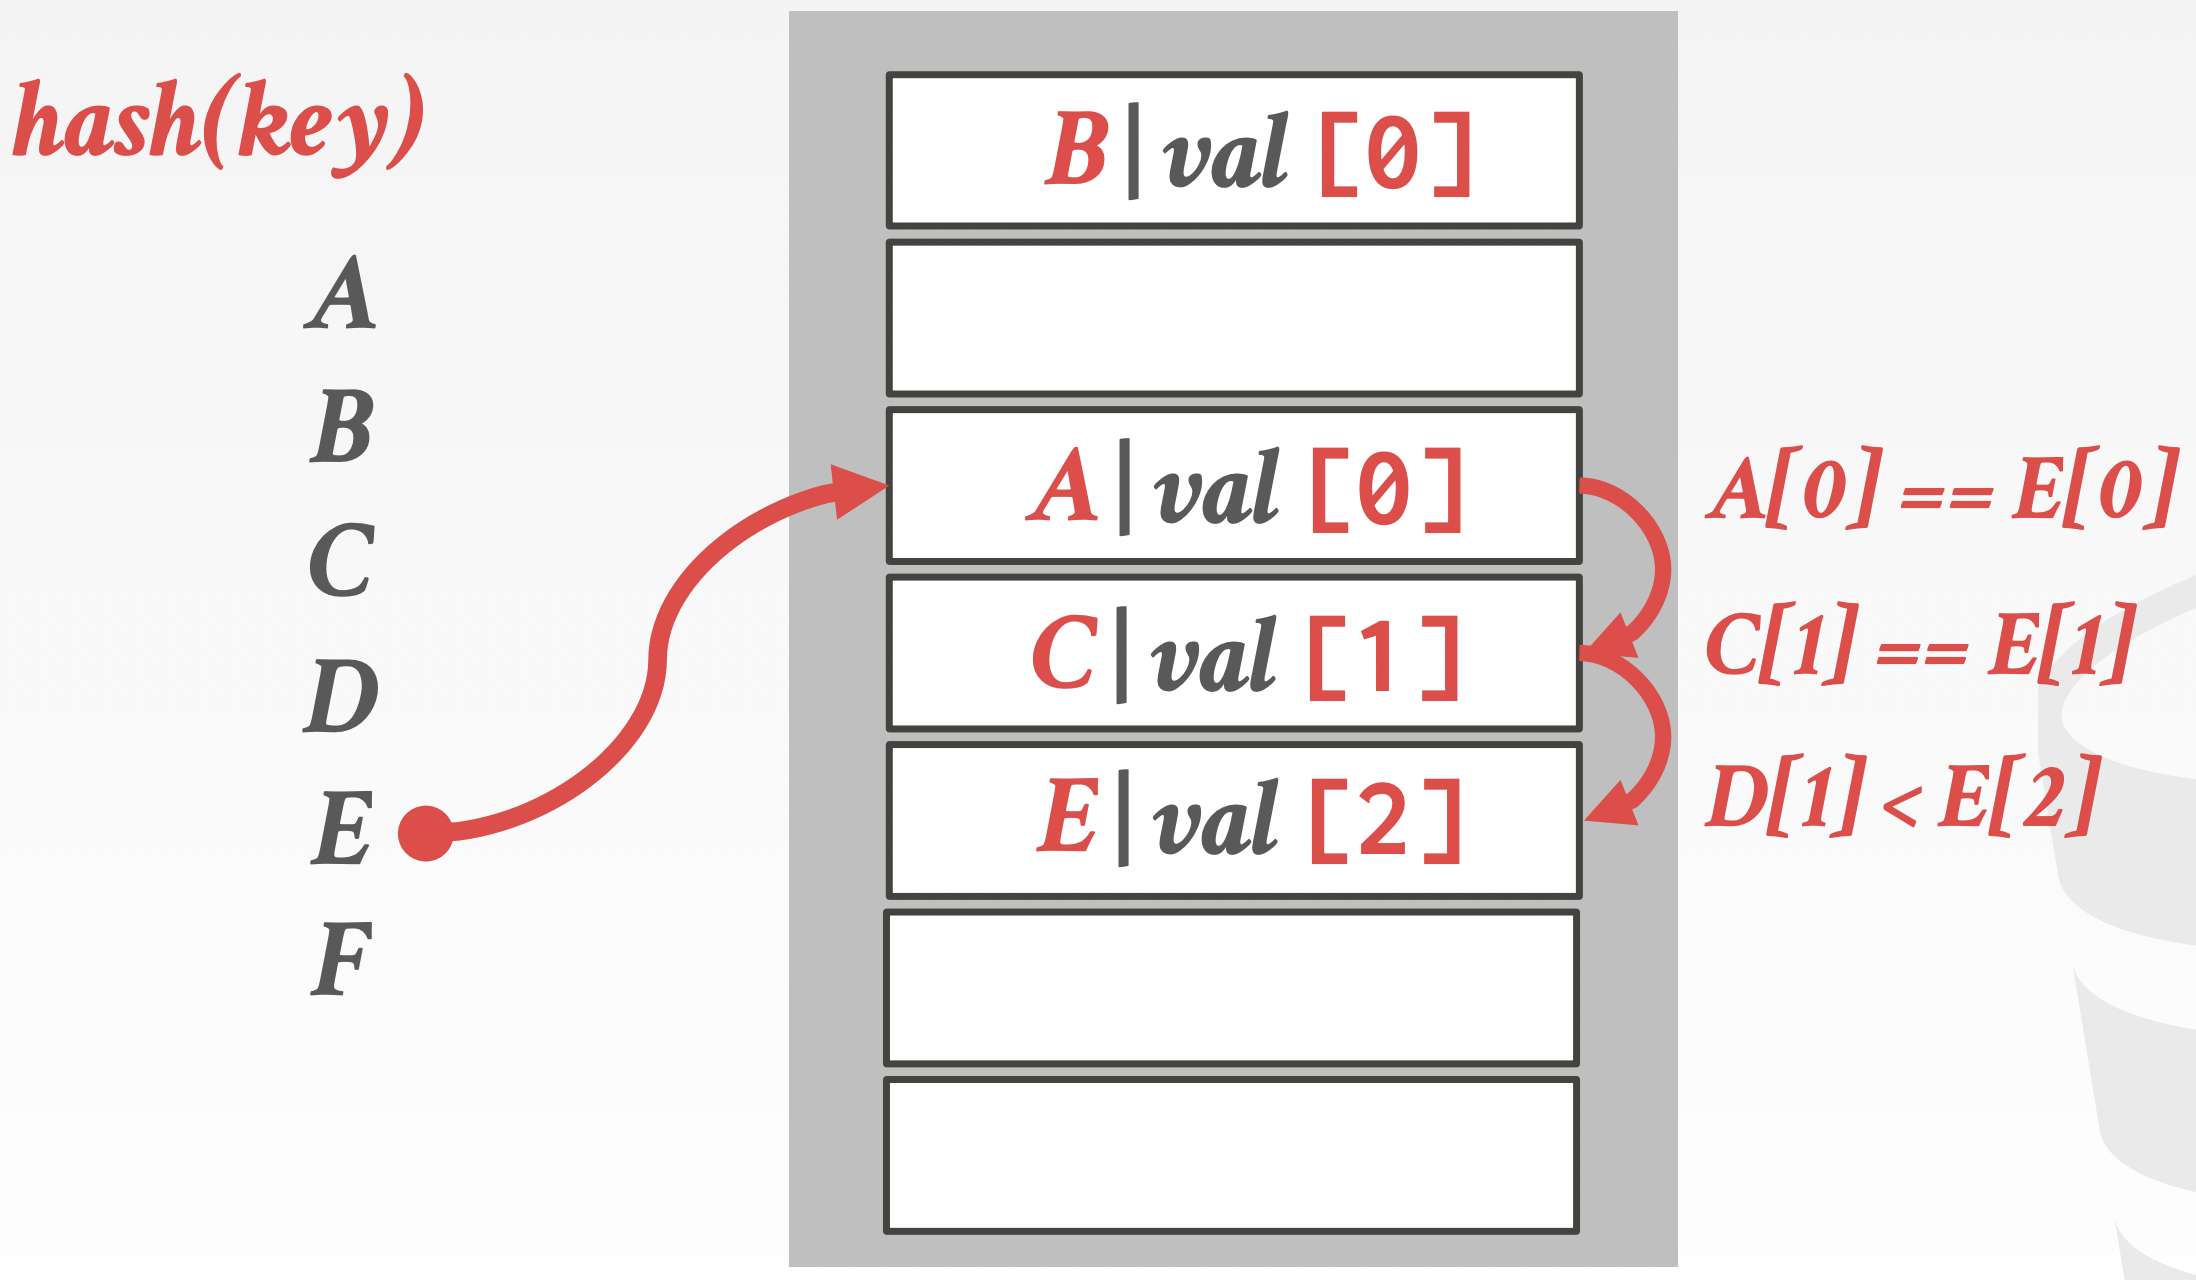 hash(key)
A
B
C
D
E
F
B|val [0]
A|val [0]
C|val [1]
E|val [2]
A[0] == E[0]
C[1] == E[1]
D[1] < E[2]